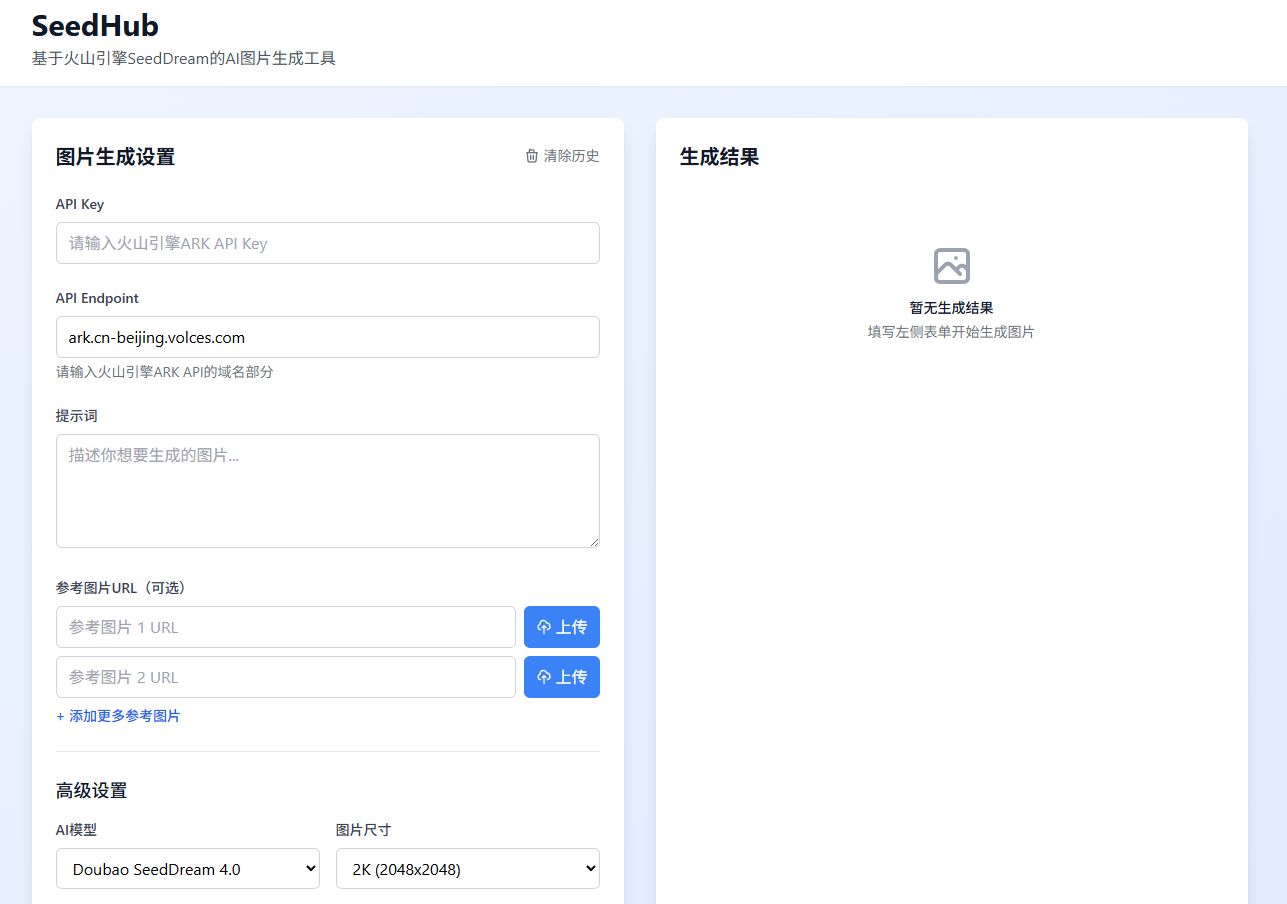 SeedHub
基于火山引擎SeedDream的AI图片生成工具
图片生成设置
清除历史
API Key
请输入火山引擎ARK API Key
API Endpoint
ark.cn-beijing.volces.com
请输入火山引擎ARK API的域名部分
提示词
描述你想要生成的图片...
参考图片URL（可选）
参考图片 1 URL
上传
参考图片 2 URL
上传
+ 添加更多参考图片
高级设置
AI模型
图片尺寸
Doubao SeedDream 4.0
2K (2048x2048)
生成结果
暂无生成结果
填写左侧表单开始生成图片